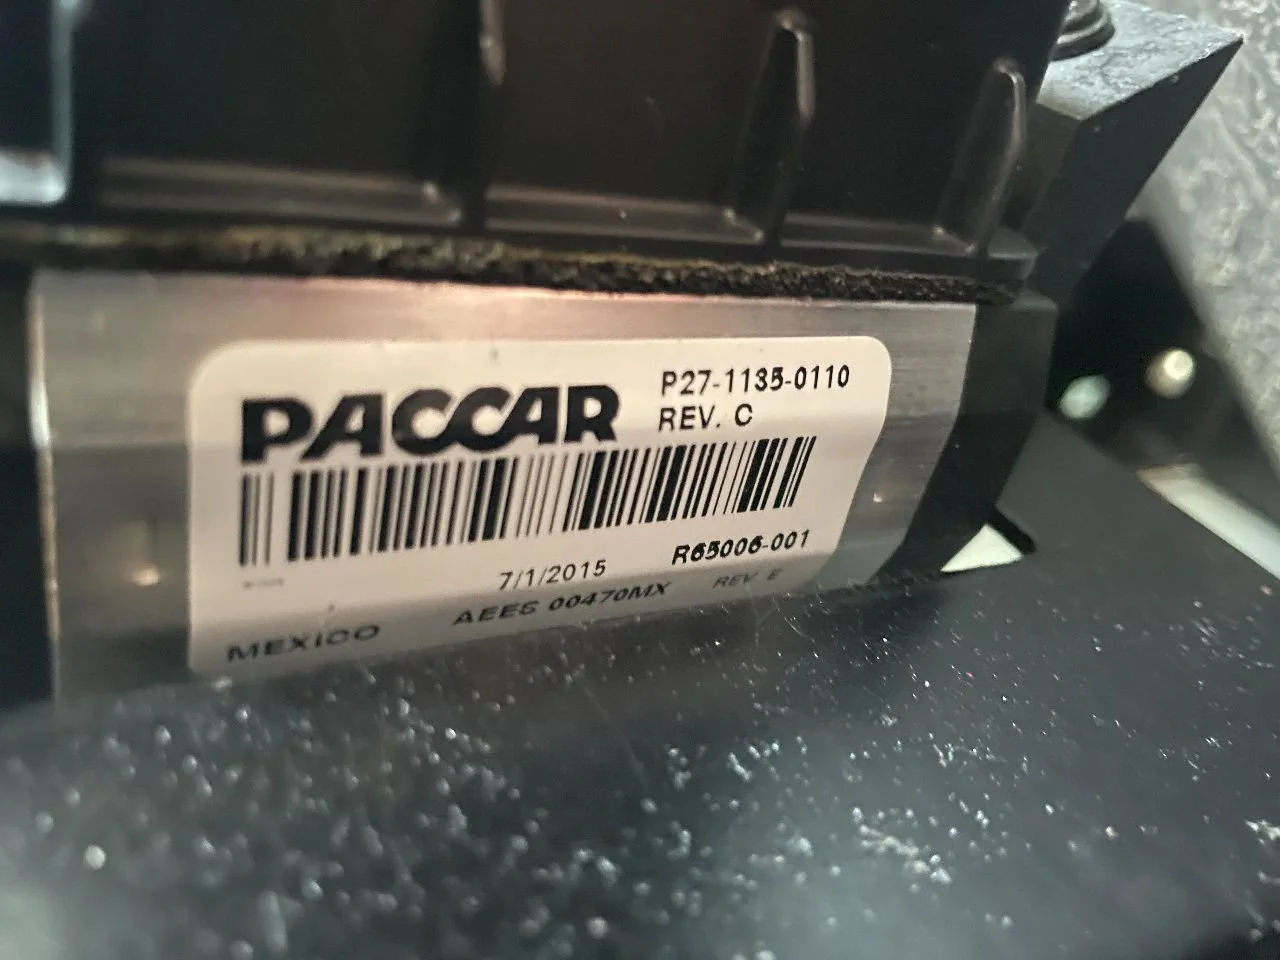 PACCAR
P27-1135-0110
REV. C
7/1/2015
R65006-001
AEES 00470MX
REV E
MEXICO